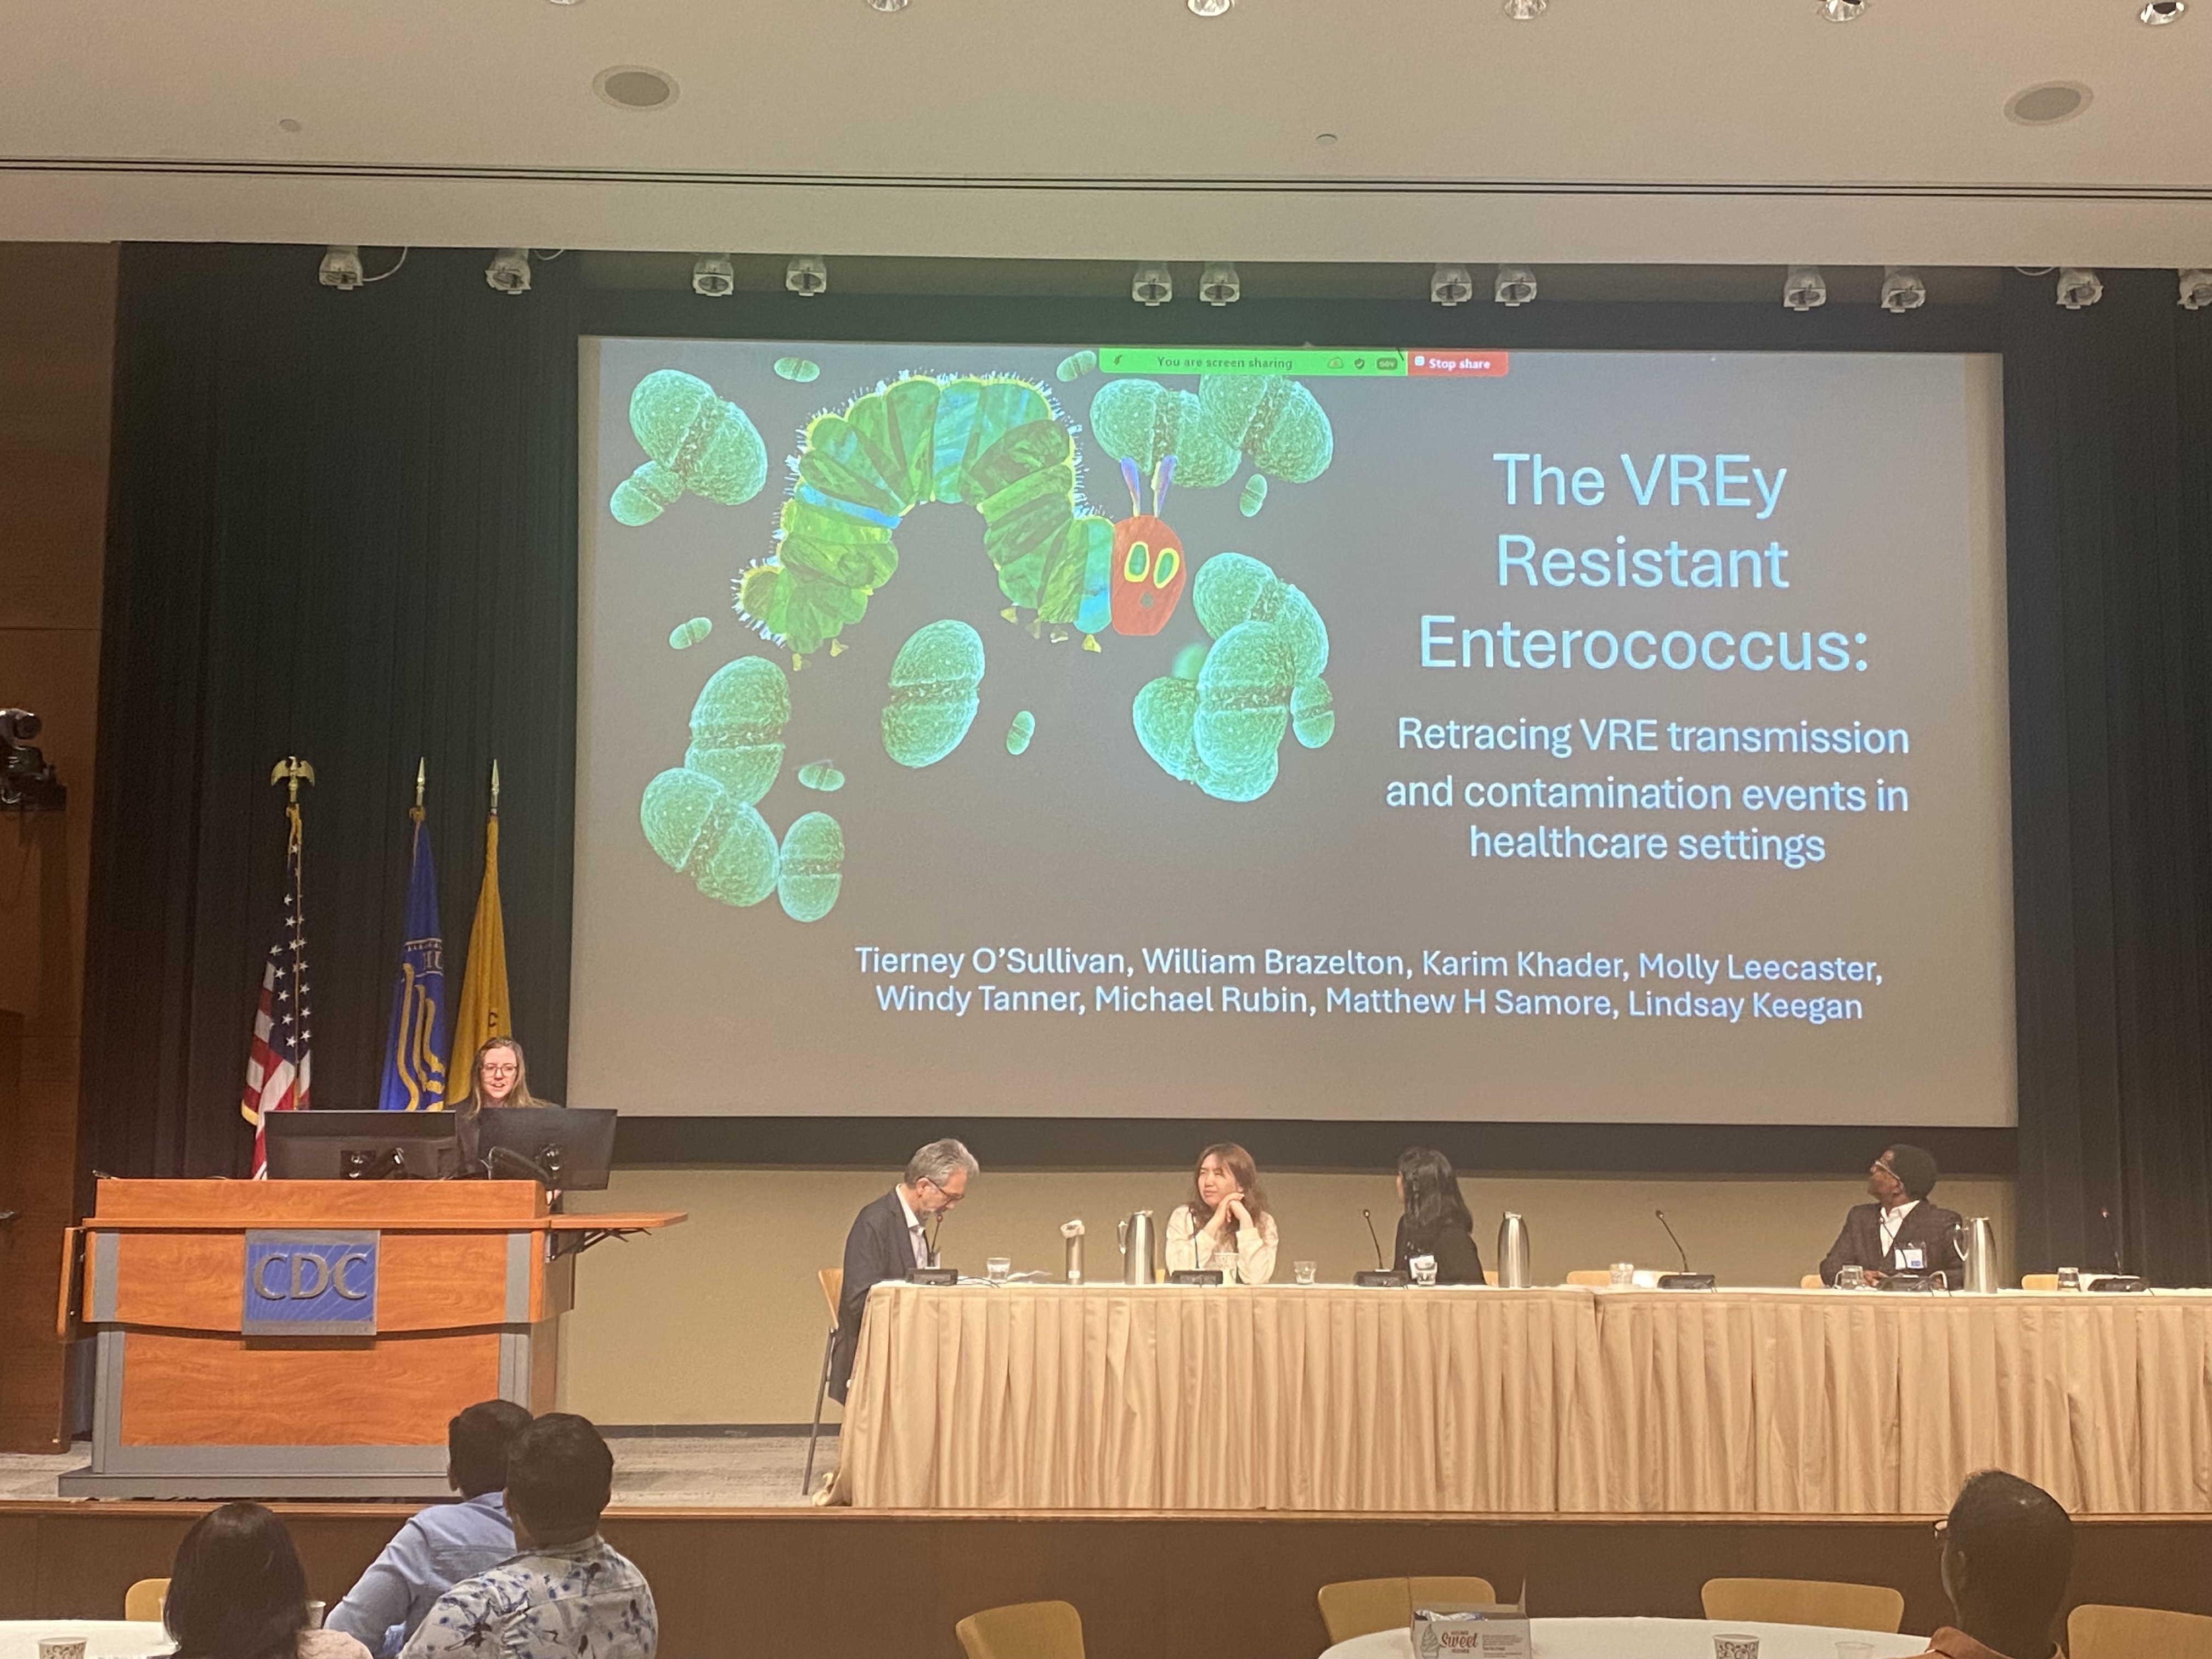 You are screen sharing
Stop share
The VREy
Resistant
Enterococcus:
Retracing VRE transmission
and contamination events in
healthcare settings
Tierney O'Sullivan, William Brazelton, Karim Khader, Molly Leecaster,
Windy Tanner, Michael Rubin, Matthew H Samore, Lindsay Keegan
CDC
Sweet